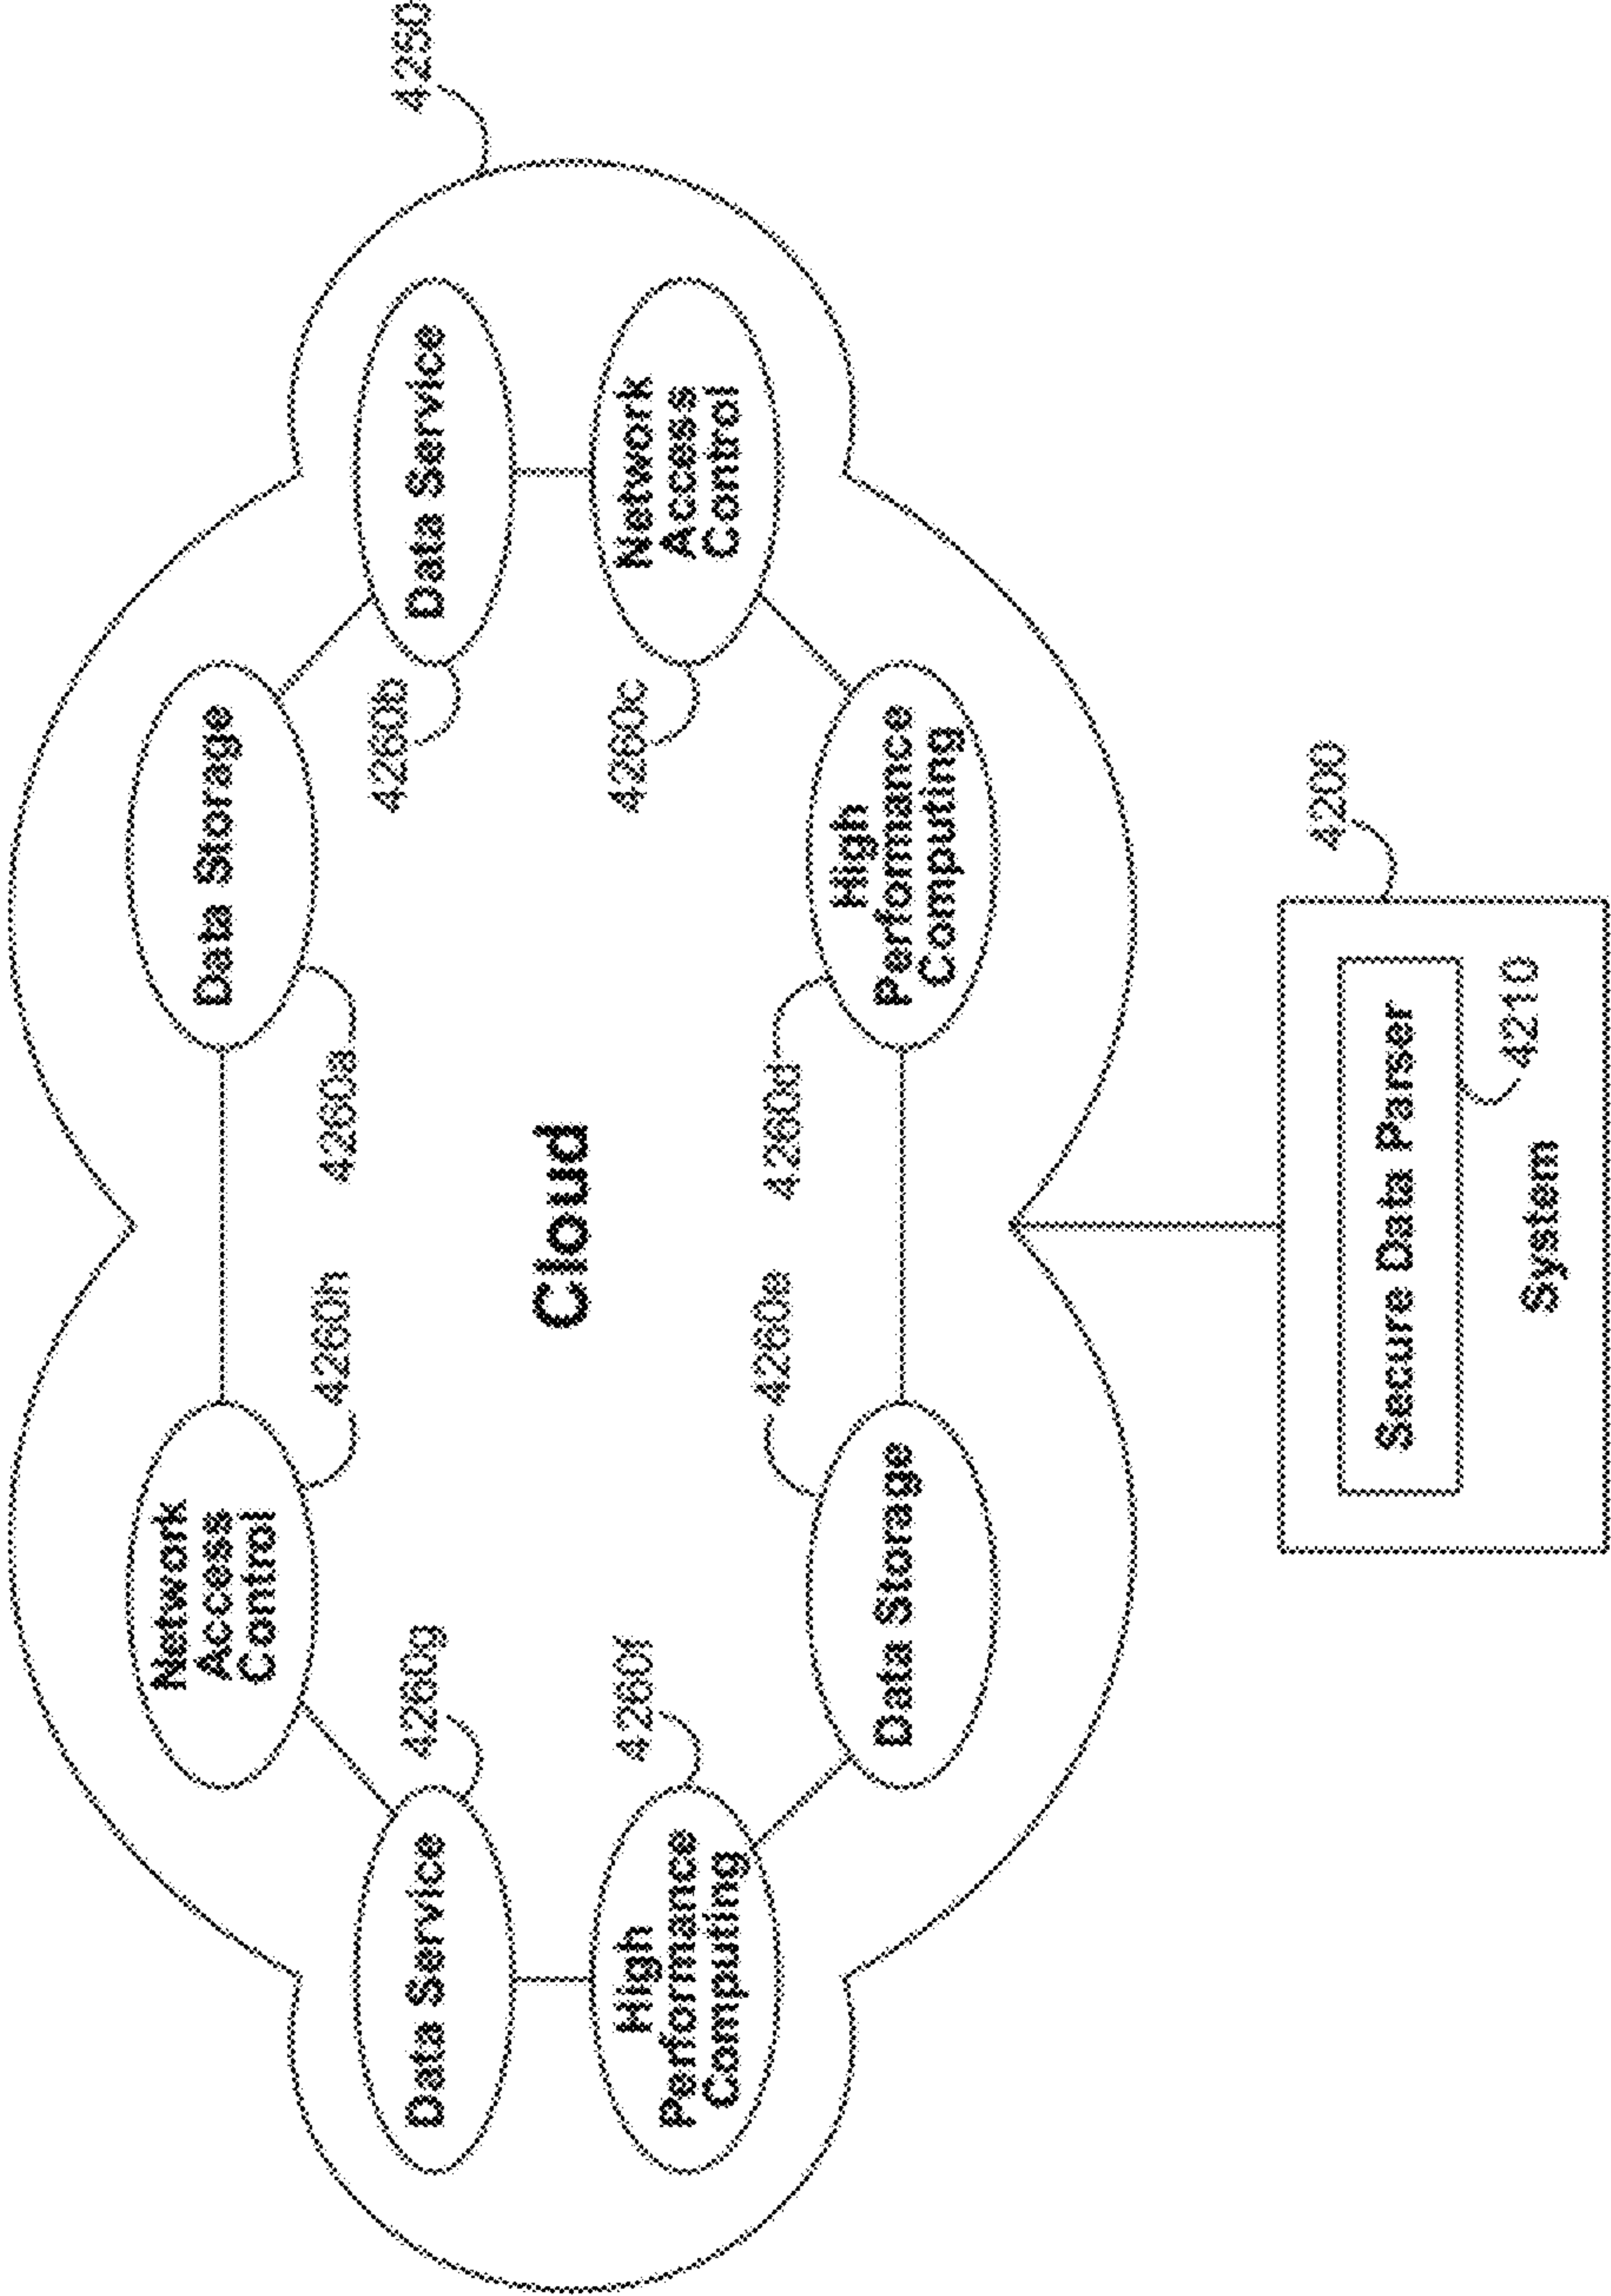 Network
Access
Control
Data Storage
4260h
4260a
4250
Data Service
4260g
4260b
Data Service
Cloud
High
Performance
Computing
4260f
4260c
Network
Access
Control
4260e
4260d
Data Storage
High
Performance
Computing
4200
Secure Data Parser
4210
System